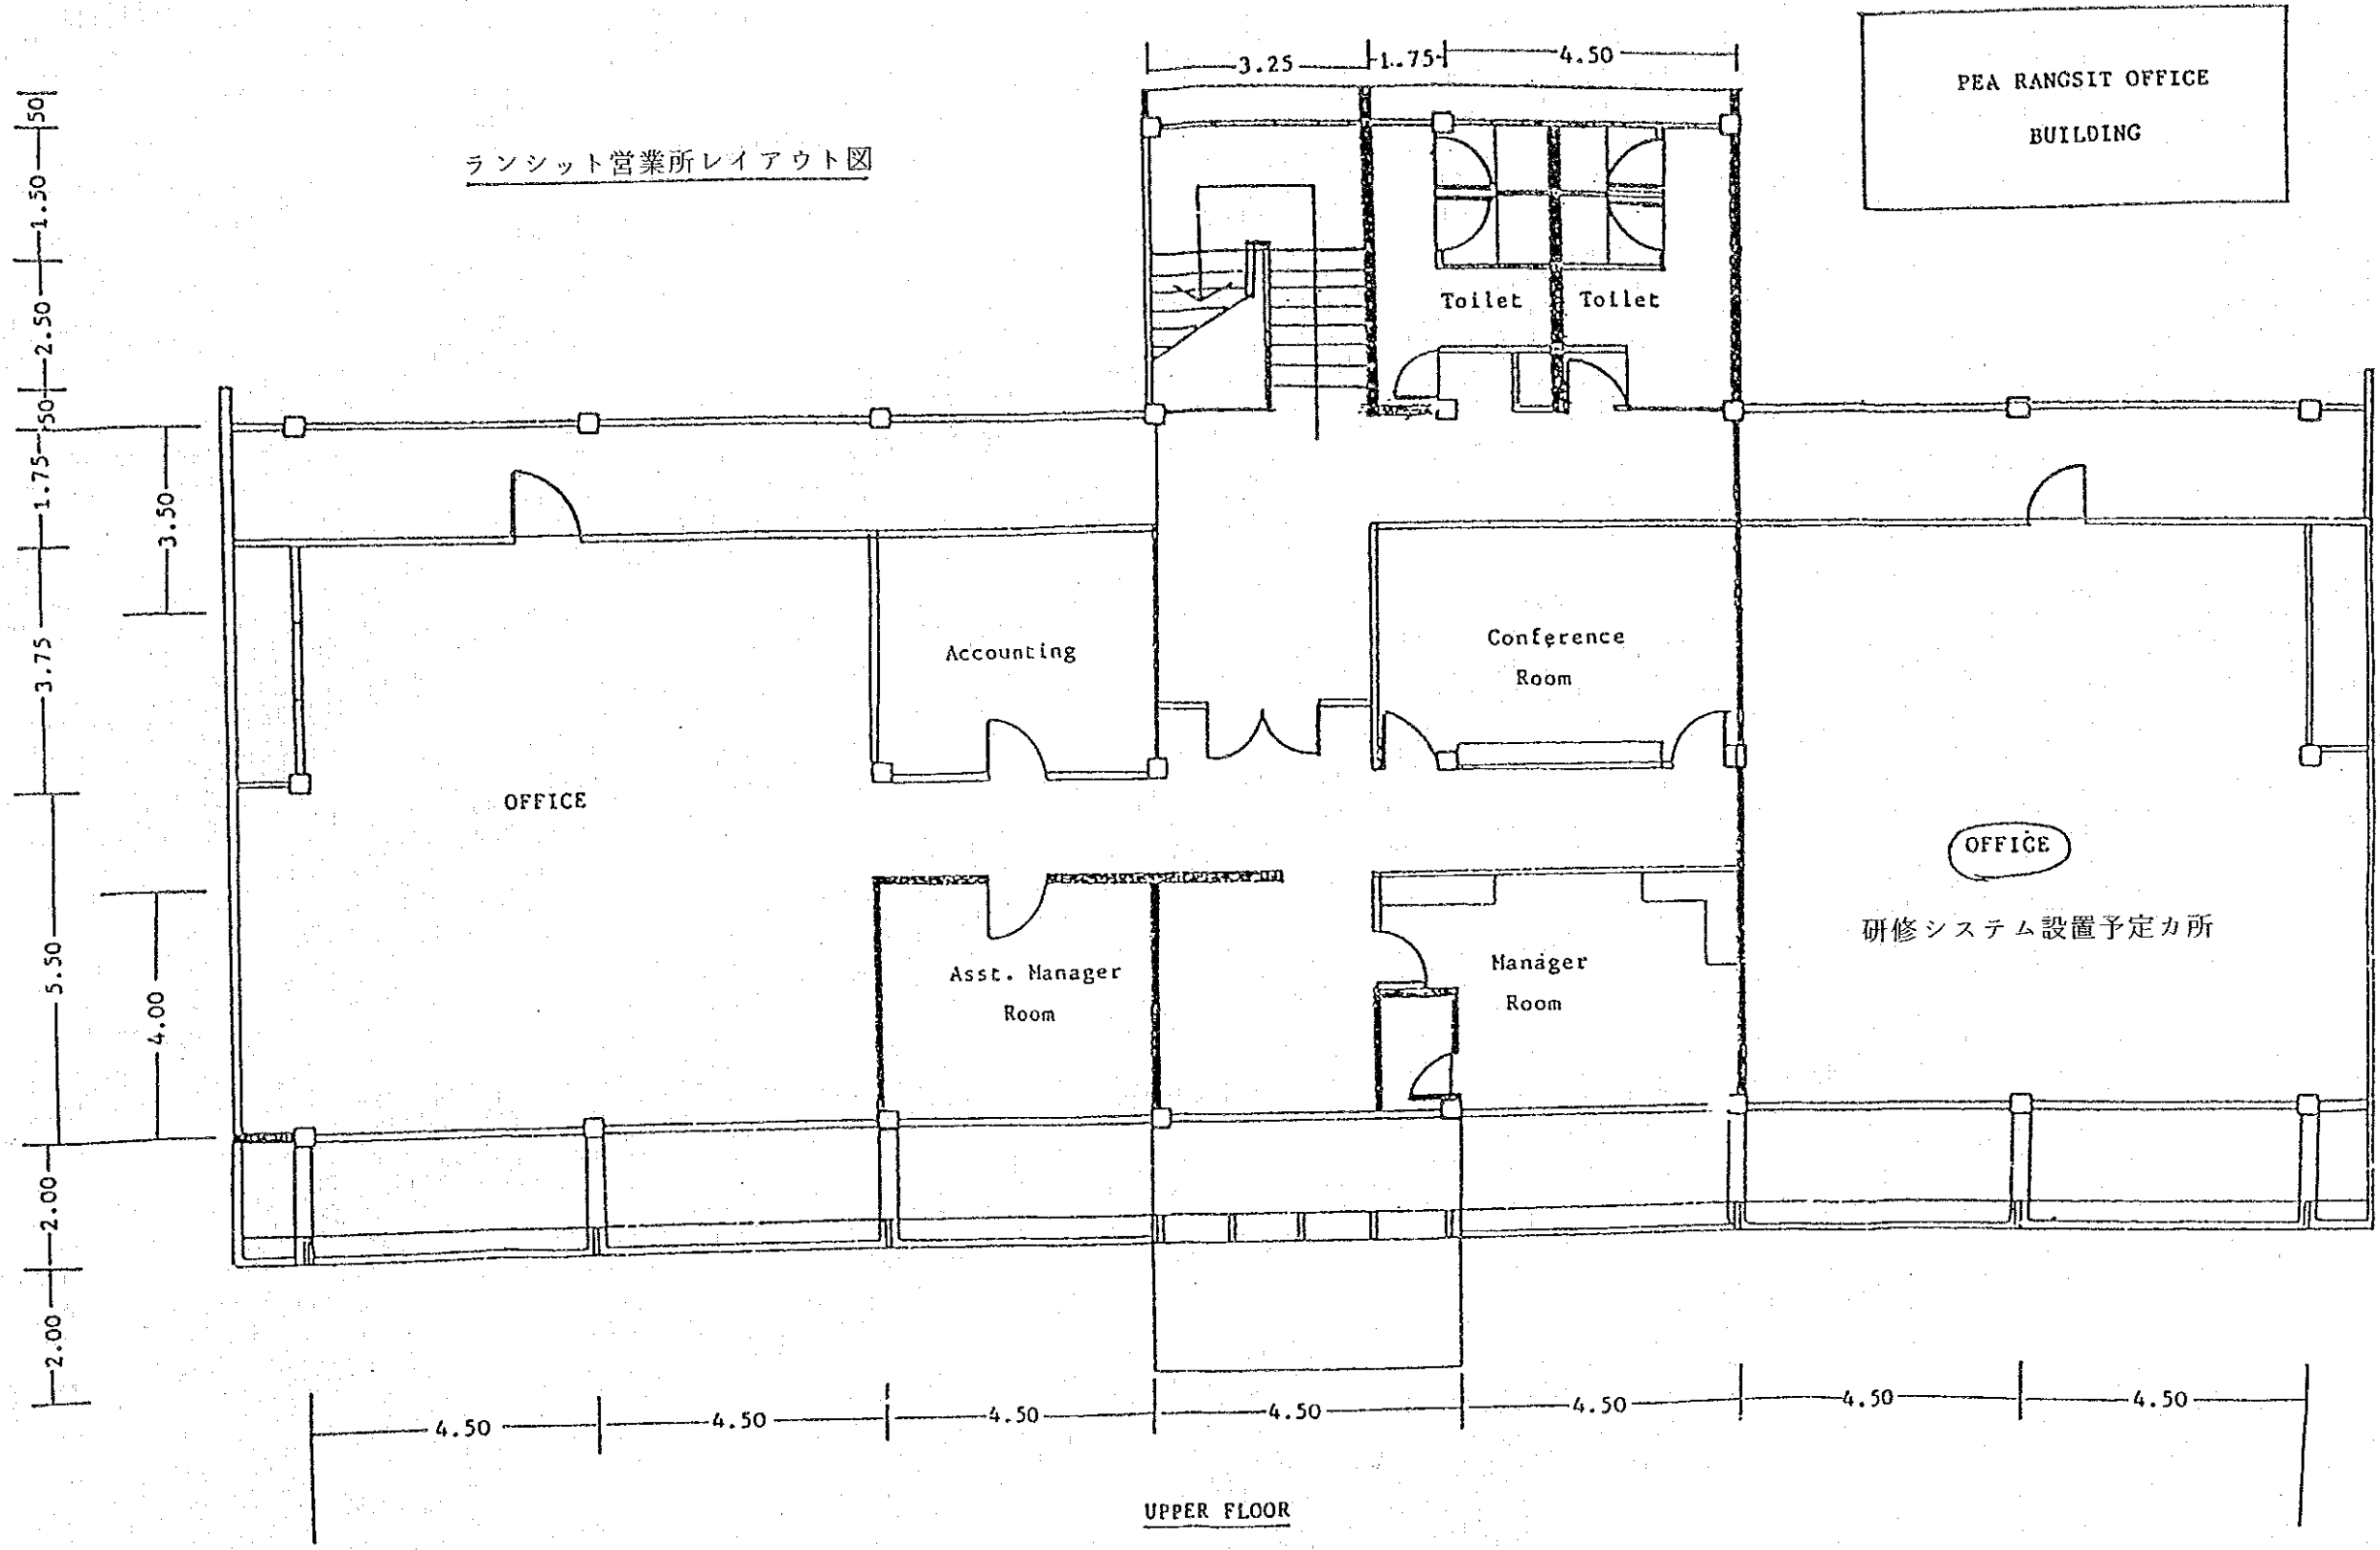 3.25
1.75
4.50
PEA RANGSIT OFFICE
BUILDING
ランシット営業所レイアウト図
50
1.50
2.50
50
1.75
3.50
3.75
5.50
4.00
2.00
2.00
Toilet
Toilet
Accounting
Conference
Room
OFFICE
OFFICE
研修システム設置予定カ所
Asst. Manager
Room
Manager
Room
4.50
4.50
4.50
4.50
4.50
4.50
4.50
UPPER FLOOR